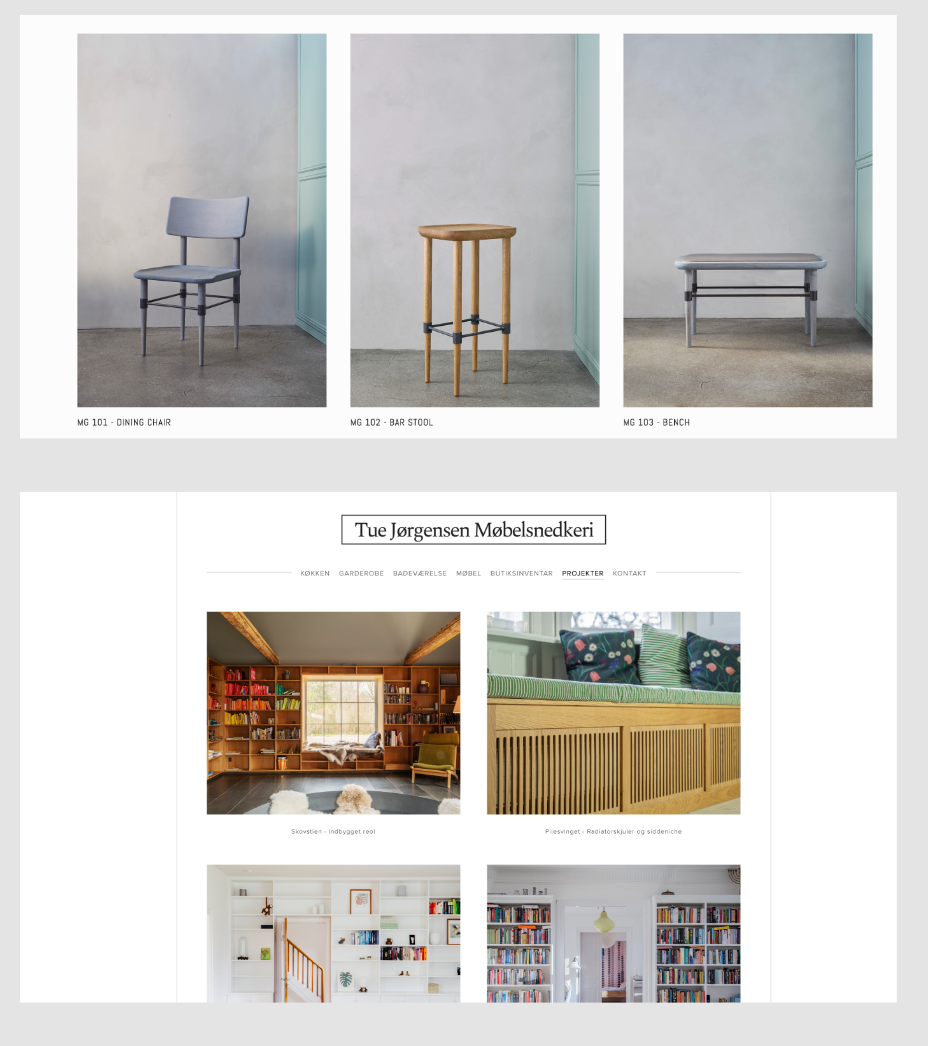 MG 101 - DINING CHAIR
MG 102 - BAR STOOL
MG 103 - BENCH
Tue Jørgensen Møbelsnedkeri
KØKKEN GARDEROBE BADEVÆRELSE MØBEL BUTIKSINVENTAR PROJEKTER KONTAKT
Skovstien - Indbygget reol
Pilesvinget - Radiatorskjuler og siddeniche